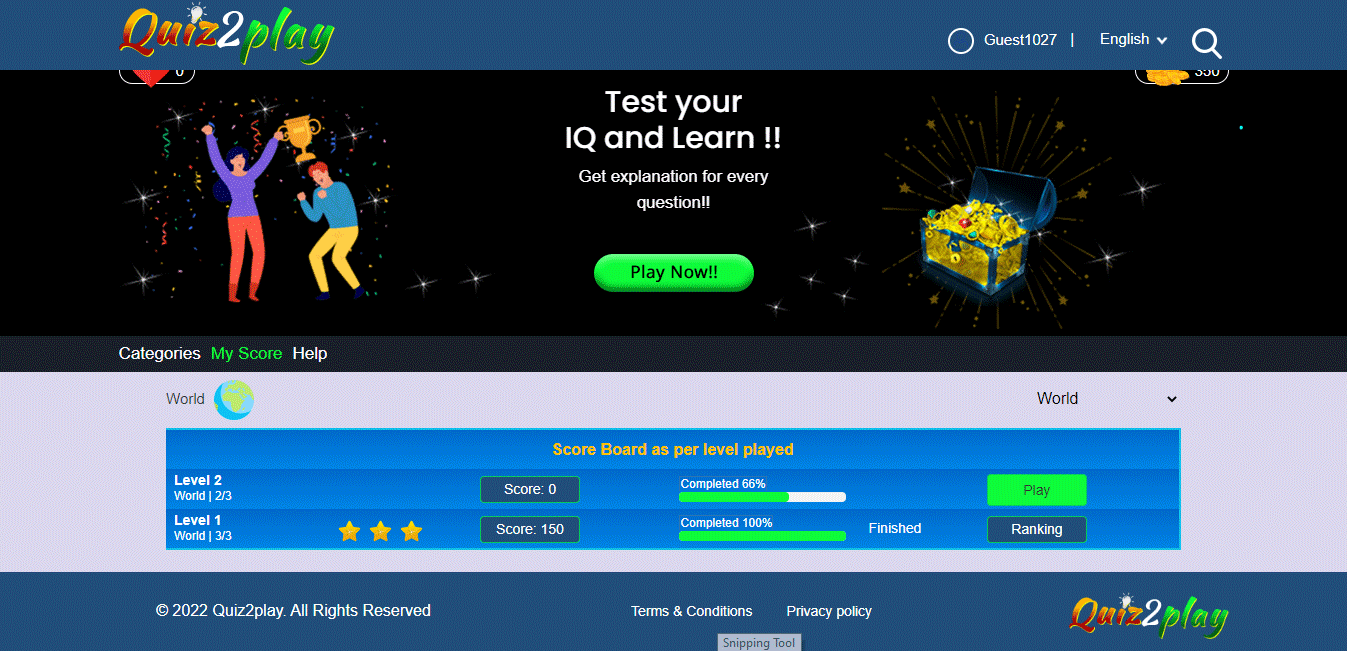 Quiz2play
Guest1027 | English
0
350
Test your
IQ and Learn !!
Get explanation for every
question!!
Play Now!!
Categories My Score Help
World
World
Score Board as per level played
Level 2
World | 2/3
Score: 0
Completed 66%
Play
Level 1
World | 3/3
Score: 150
Completed 100%
Finished
Ranking
© 2022 Quiz2play. All Rights Reserved
Terms & Conditions
Privacy policy
Quiz2play
Snipping Tool